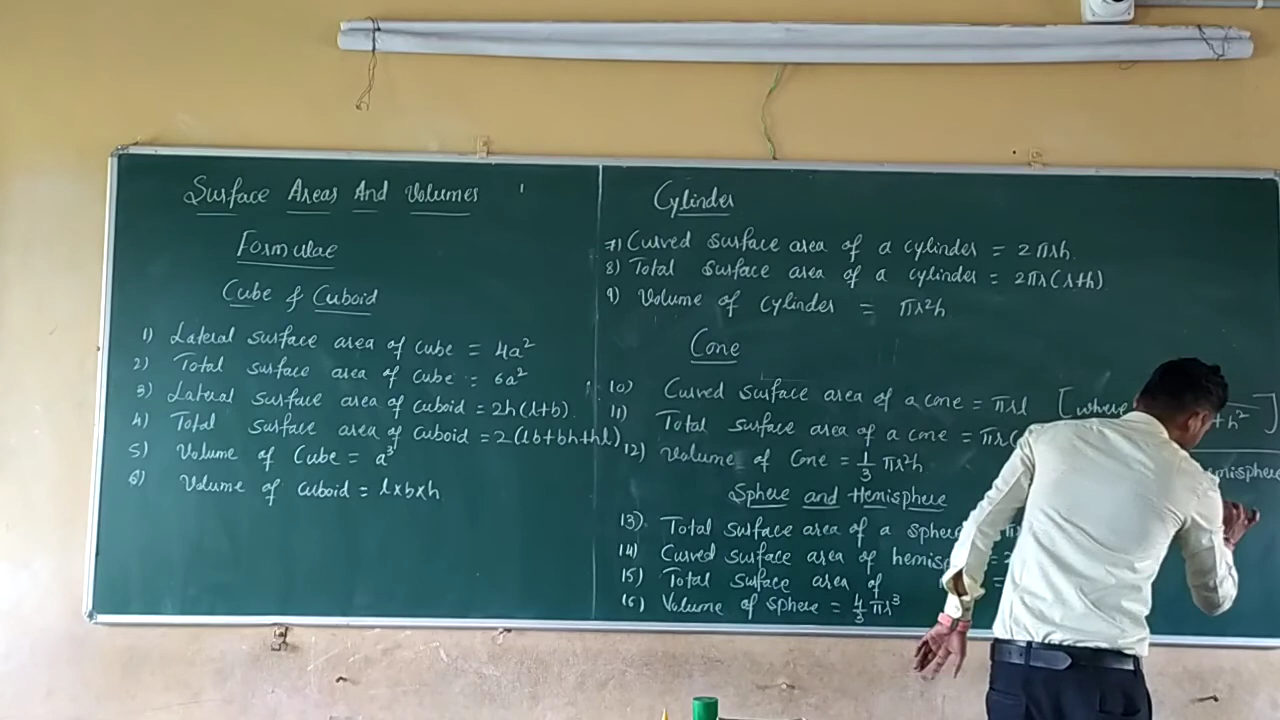 Surface Areas And Volumes
Formulae
Cube & Cuboid
1) Lateral surface area of cube = 4a²
2) Total surface area of cube = 6a²
3) Lateral surface area of cuboid = 2h(l+b)
4) Total surface area of cuboid = 2(lb+bh+hl)
5) Volume of Cube = a³
6) Volume of cuboid = l×b×h
Cylinder
7) Curved surface area of a cylinder = 2πrh
8) Total surface area of a cylinder = 2πr(r+h)
9) Volume of cylinder = πr²h
Cone
10) Curved surface area of a cone = πrl [where +h²]
11) Total surface area of a cone = πr(
12) Volume of Cone = 1/3 πr²h
Sphere and Hemisphere
13) Total surface area of a sphere
14) Curved surface area of hemisp = 2
15) Total surface area of =
16) Volume of sphere = 4/3 πr³
emisphere